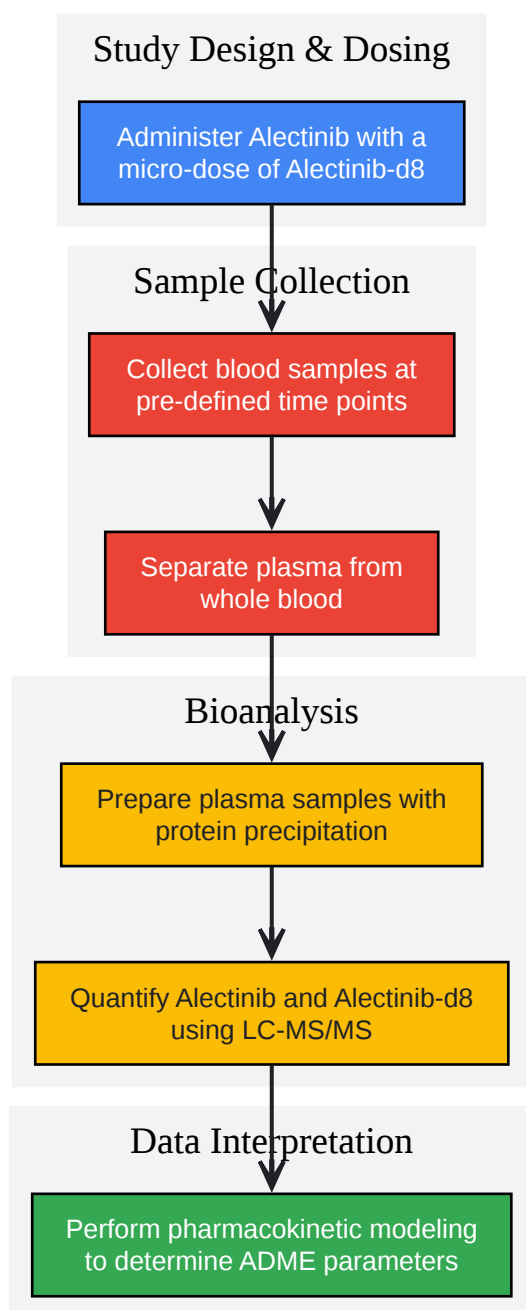 Study Design & Dosing
Administer Alectinib with a
micro-dose of Alectinib-d8
Sample Collection
Collect blood samples at
pre-defined time points
Separate plasma from
whole blood
Bioanalysis
Prepare plasma samples with
protein precipitation
Quantify Alectinib and Alectinib-d8
using LC-MS/MS
Data Interpretation
Perform pharmacokinetic modeling
to determine ADME parameters